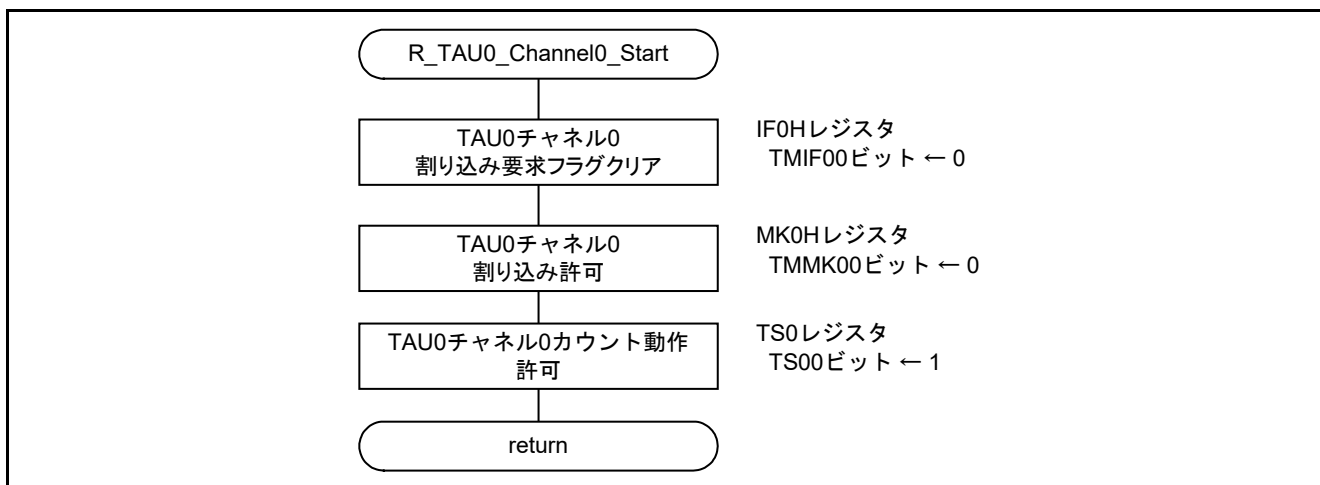 R_TAU0_Channel0_Start
TAU0チャネル0
割り込み要求フラグクリア
IF0Hレジスタ
TMIF00ビット ← 0
TAU0チャネル0
割り込み許可
MK0Hレジスタ
TMMK00ビット ← 0
TAU0チャネル0カウント動作
許可
TS0レジスタ
TS00ビット ← 1
return